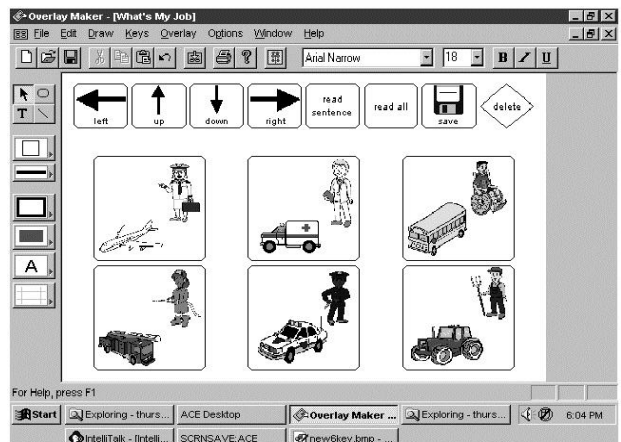 Overlay Maker - [What's My Job]
File Edit Draw Keys Overlay Options Window Help
Arial Narrow 18 B I U
left up down right read sentence read all save delete
T
A
For Help, press F1
Start Exploring - thurs... ACE Desktop Overlay Maker ... Exploring - thurs... 6:04 PM
IntelliTalk - [Intelli... SCRNSAVE:ACE new6key.bmp - ...